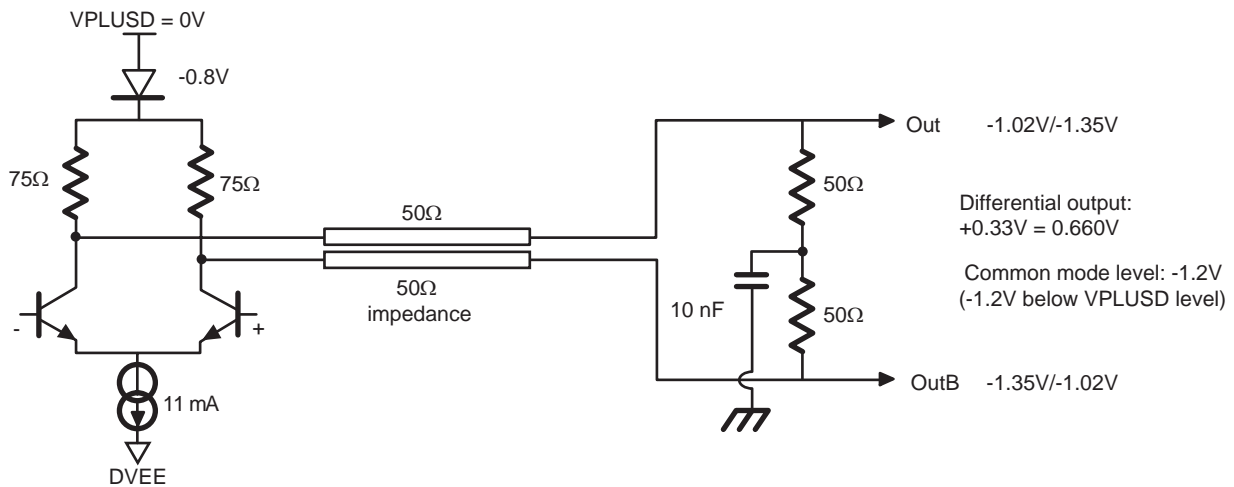 VPLUSD = 0V
-0.8V
75Ω
75Ω
50Ω
50Ω
impedance
-
+
11 mA
DVEE
10 nF
50Ω
50Ω
Out -1.02V/-1.35V
Differential output:
+0.33V = 0.660V
Common mode level: -1.2V
(-1.2V below VPLUSD level)
OutB -1.35V/-1.02V